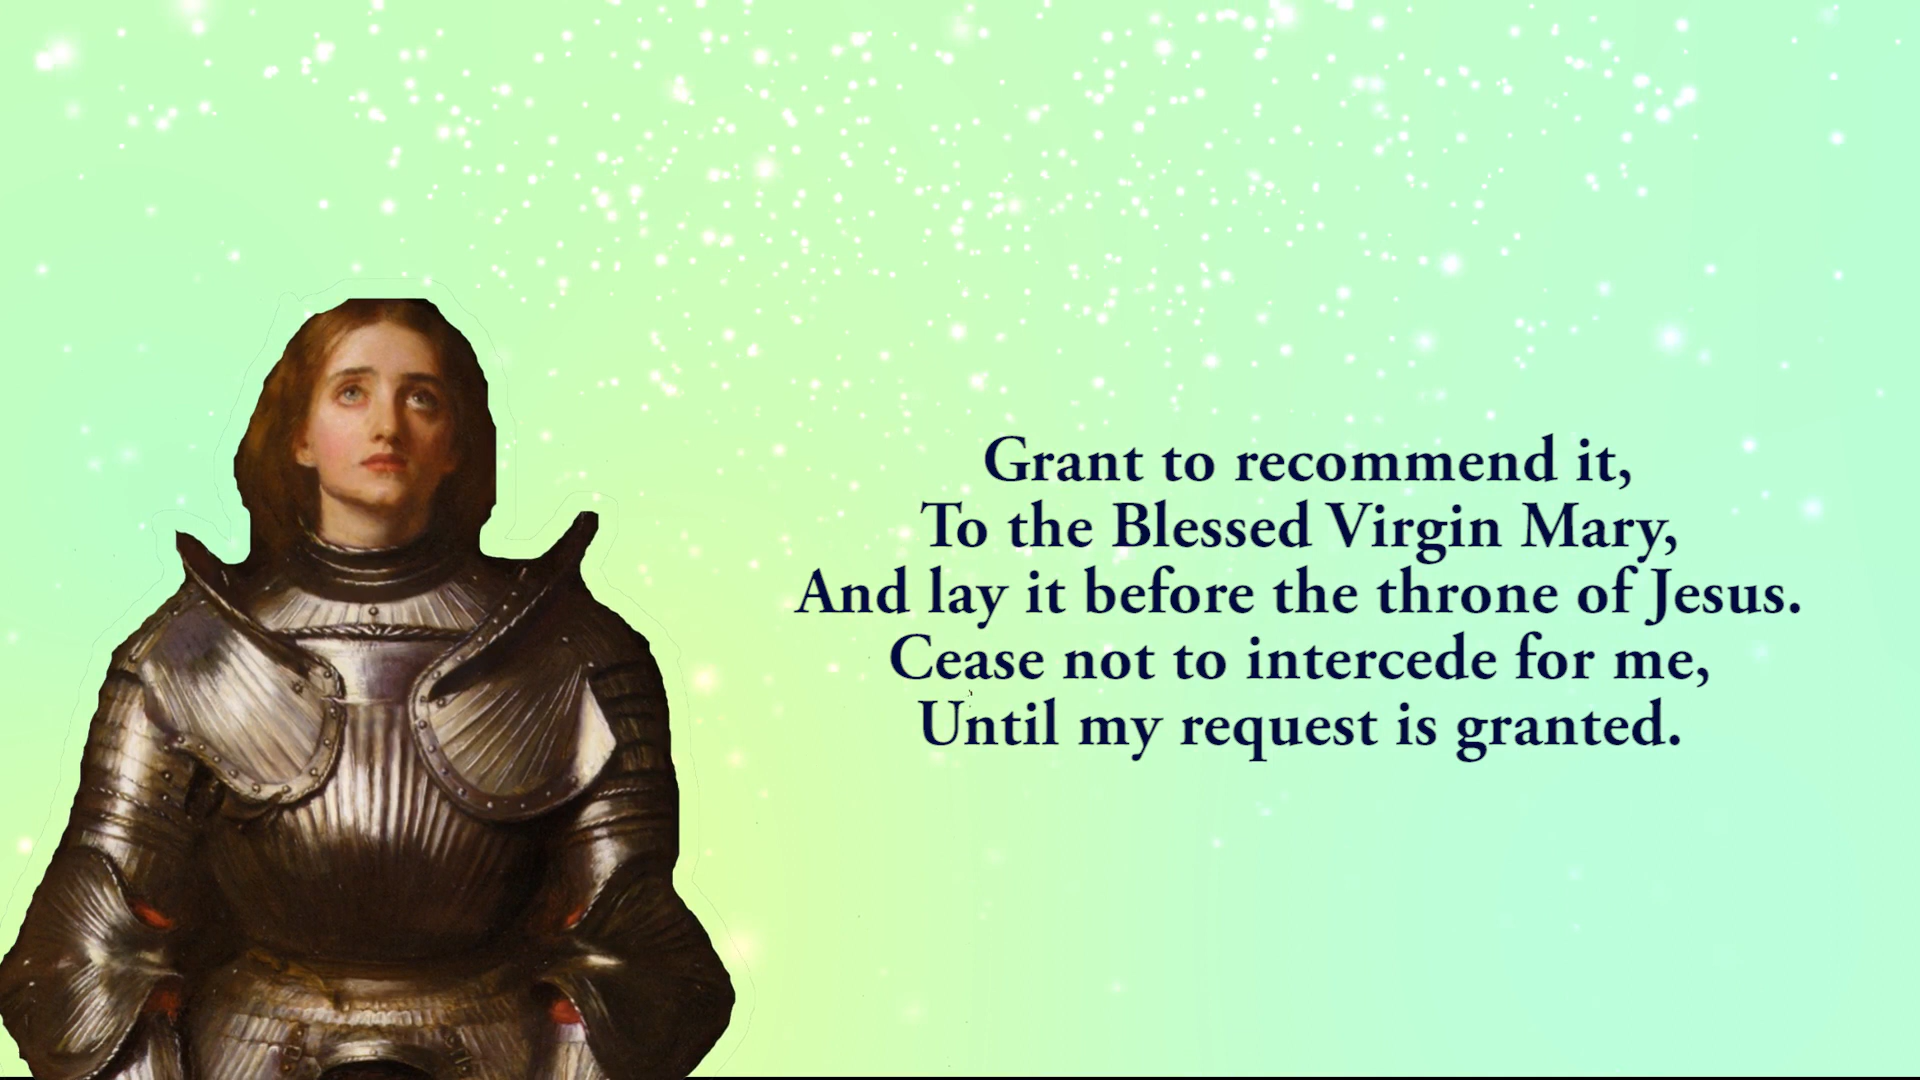 Grant to recommend it,
To the Blessed Virgin Mary,
And lay it before the throne of Jesus.
Cease not to intercede for me,
Until my request is granted.